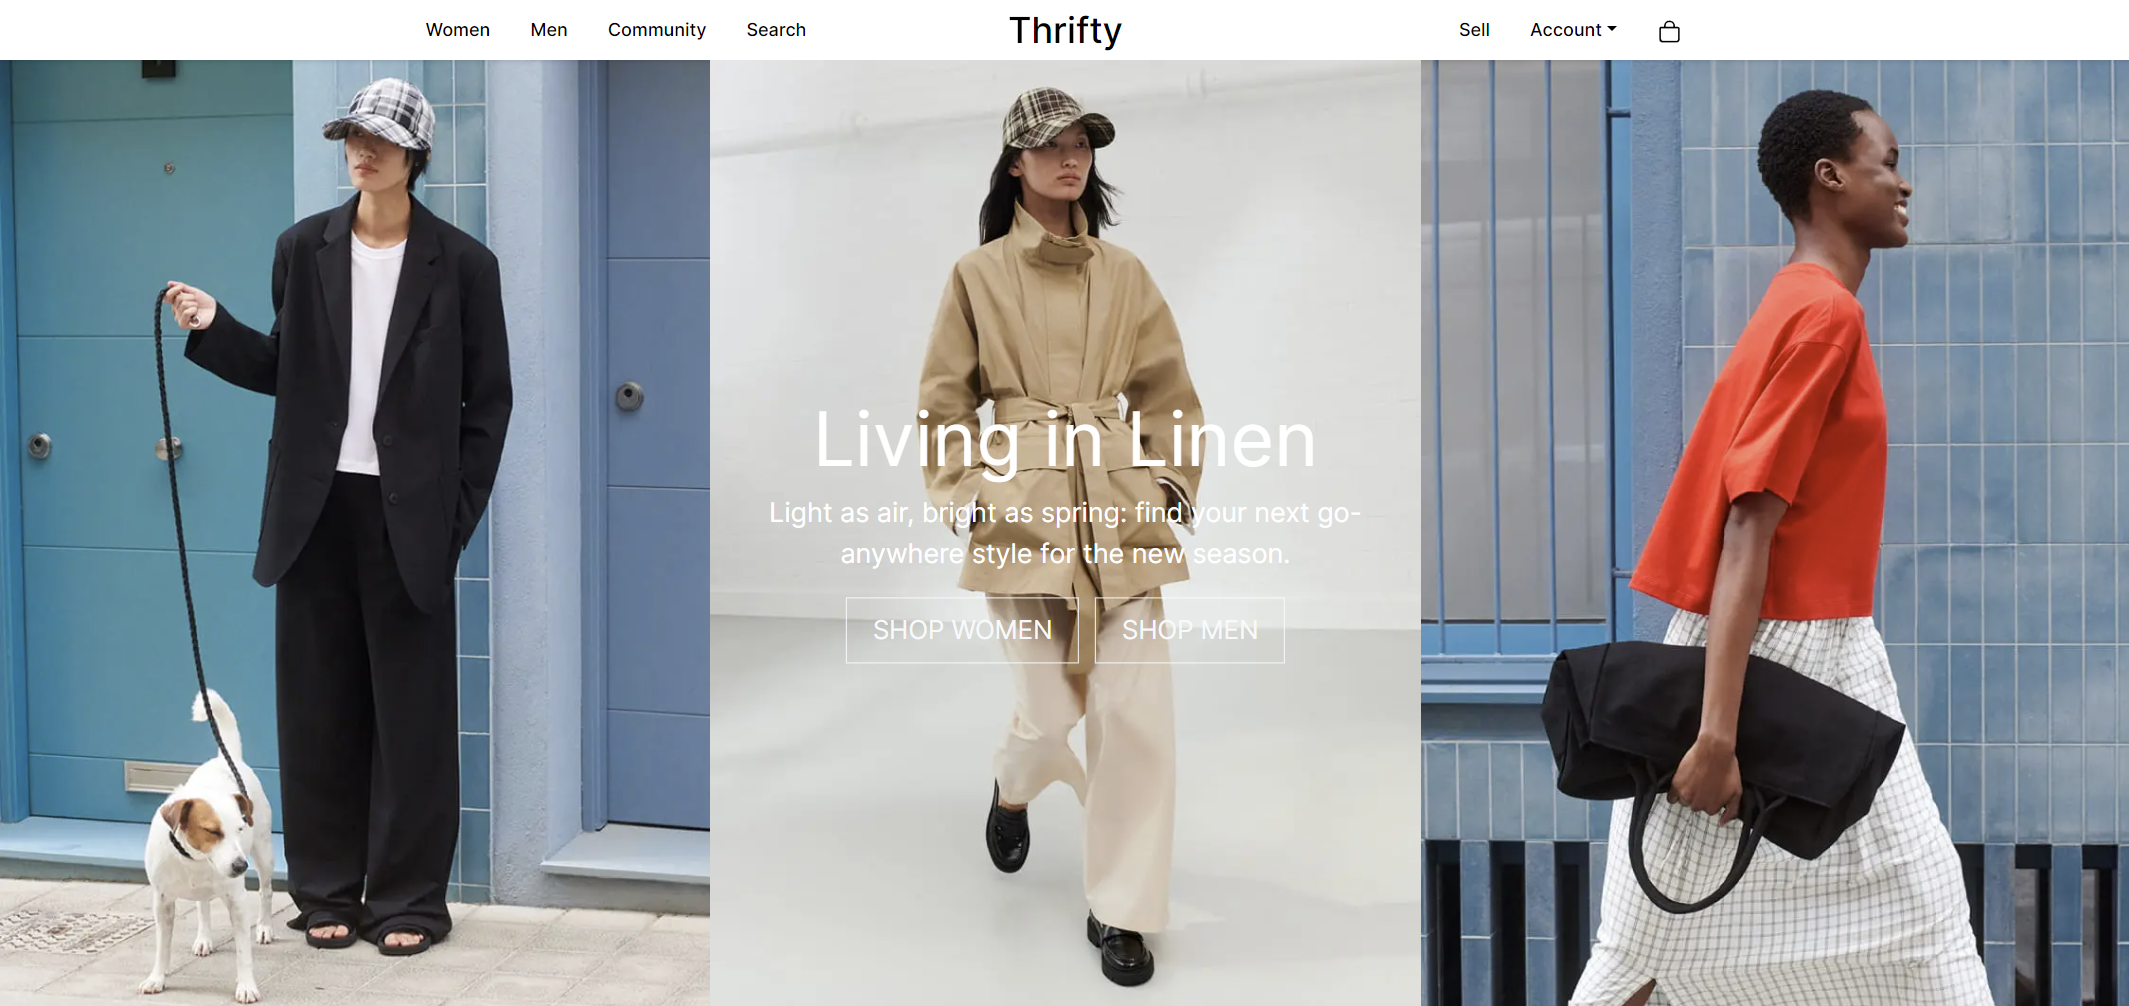 Women Men Community Search Thrifty Sell Account
Living in Linen
Light as air, bright as spring: find your next go-
anywhere style for the new season.
SHOP WOMEN SHOP MEN